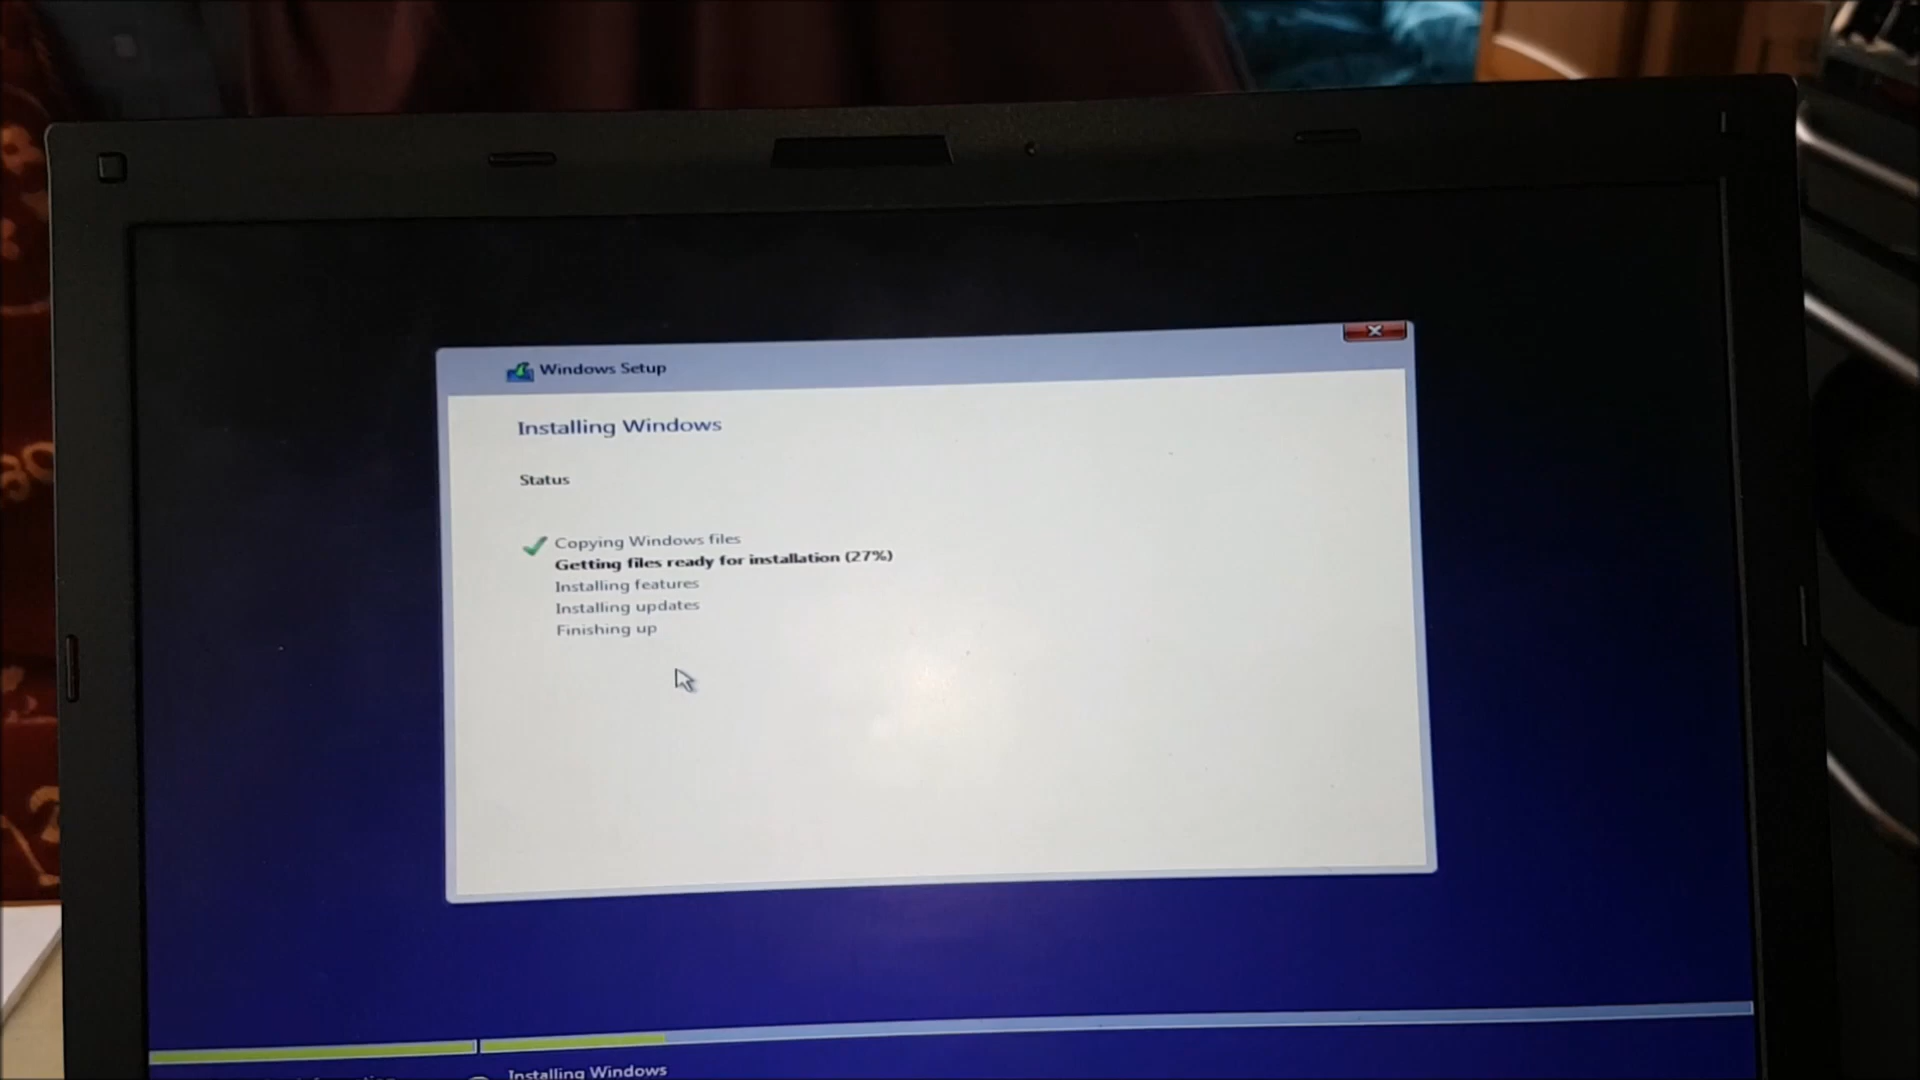 Windows Setup
Installing Windows
Status
Copying Windows files
Getting files ready for installation (27%)
Installing features
Installing updates
Finishing up
Installing Windows